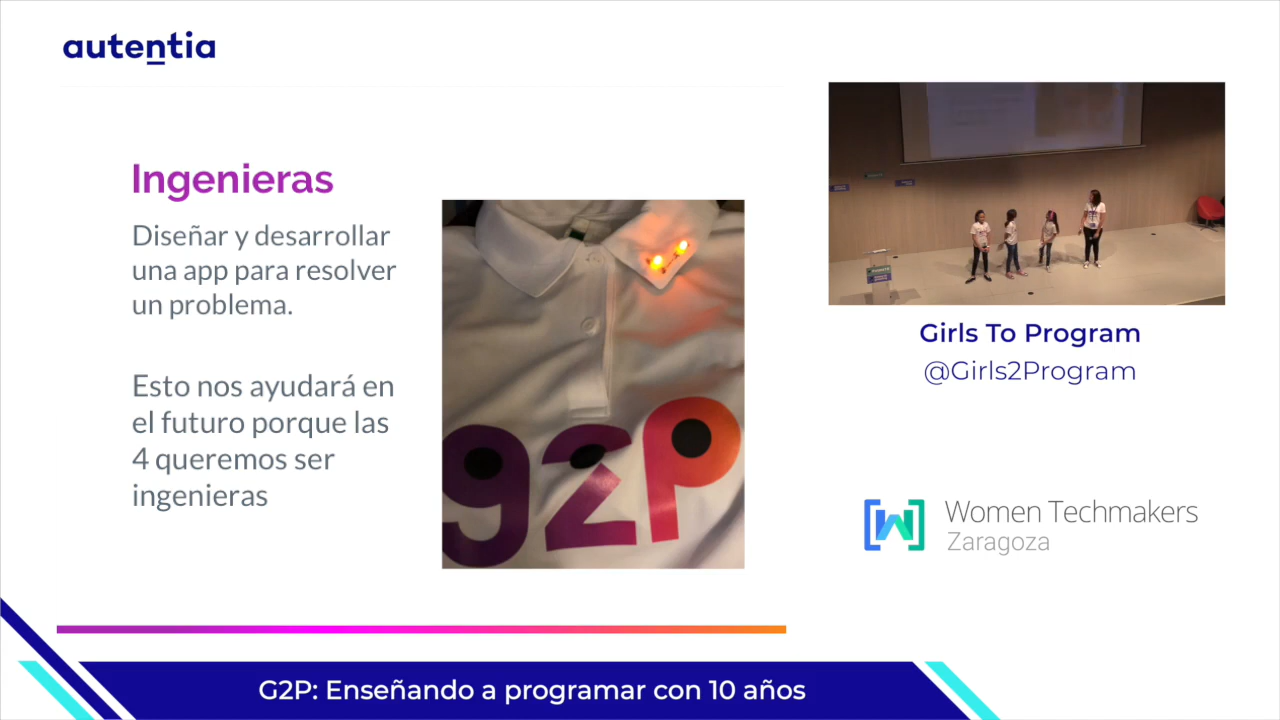 autentia
Ingenieras
Diseñar y desarrollar
una app para resolver
un problema.
Esto nos ayudará en
el futuro porque las
4 queremos ser
ingenieras
g2p
Girls To Program
@Girls2Program
Women Techmakers
Zaragoza
G2P: Enseñando a programar con 10 años